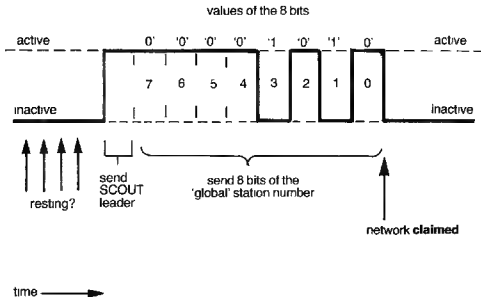 values of the 8 bits
0' '0' '0' '0' '1 '0' '1' 0'
active active
7 6 5 4 3 2 1 0
inactive inactive
send
SCOUT
leader
send 8 bits of the
'global' station number
resting?
network claimed
time